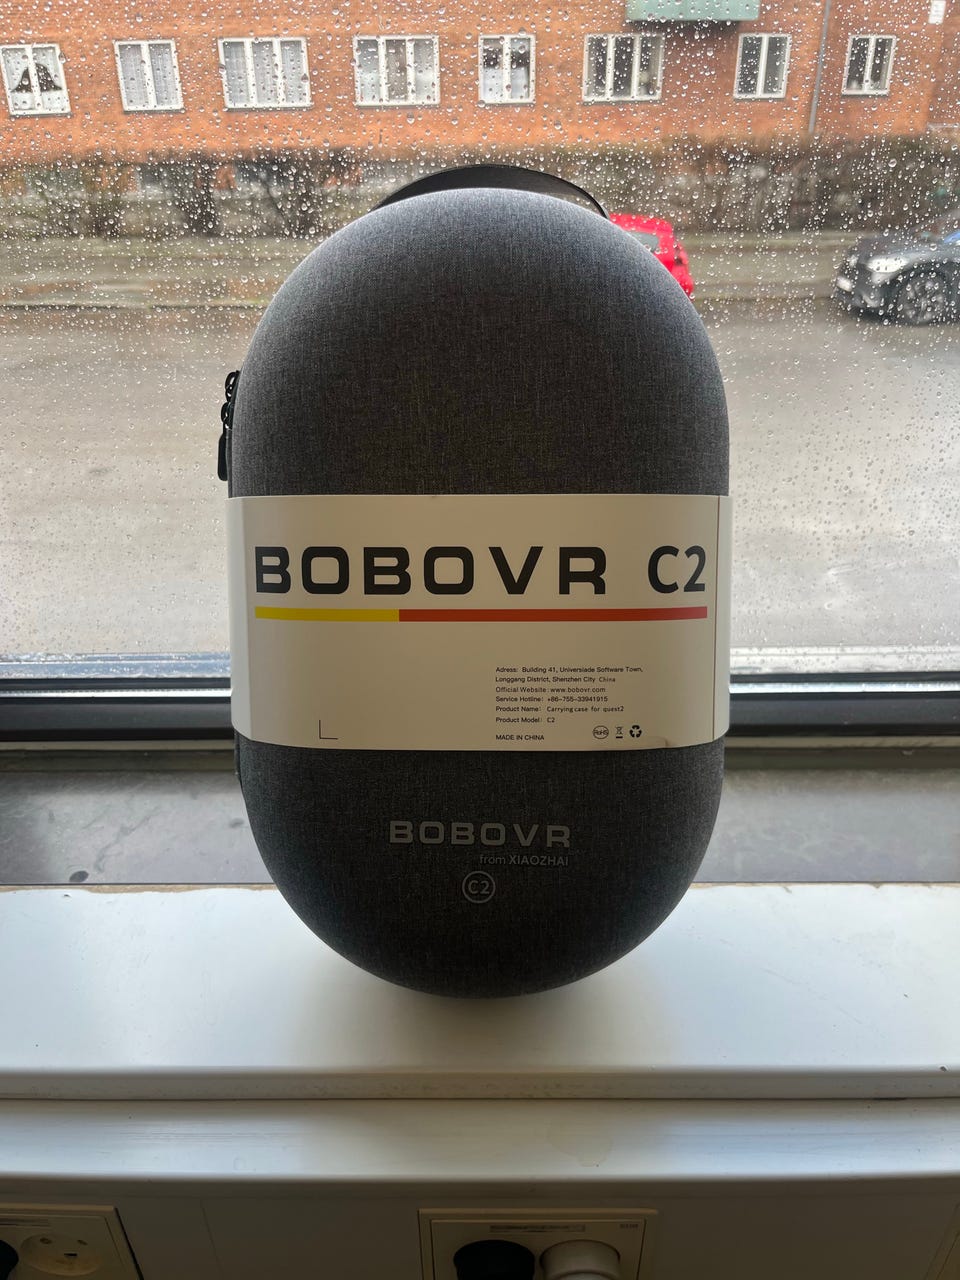 BOBOVR C2
Adress: Building 41, Universiade Software Town,
Longgang District, Shenzhen City China
Official Website: www.bobovr.com
Service Hotline: +86-755-33941915
Product Name: Carrying case for quest2
Product Model: C2
MADE IN CHINA
RoHS
BOBOVR
from XIAOZHAI
C2